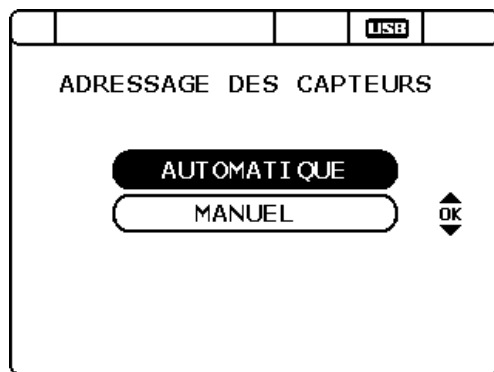 USB
ADRESSAGE DES CAPTEURS
AUTOMATIQUE
MANUEL
OK